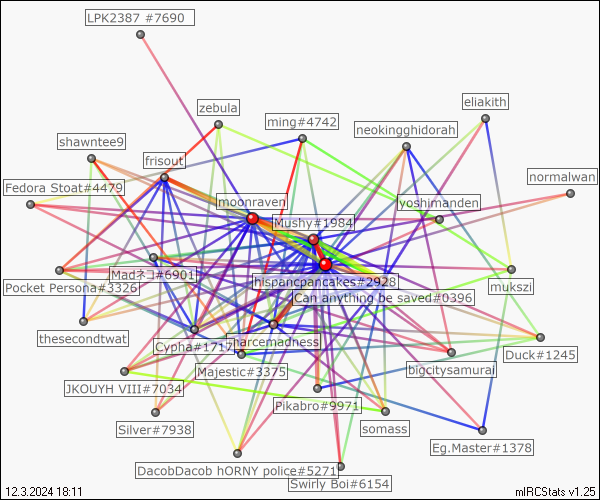 LPK2387 #7690
zebula
eliakith
ming#4742
neokingghidorah
shawntee9
frisout
normalwan
Fedora Stoat#4479
moonraven
yoshimanden
Mushy#1984
Madネコ#6901
hispancpancakes#2928
Pocket Persona#3326
mukszi
Can anything be saved#0396
thesecondtwat
Cypha#1717
harcemadness
Duck#1245
Majestic#3375
bigcitysamurai
JKOUYH VIII#7034
Pikabro#9971
Silver#7938
somass
Eg.Master#1378
DacobDacob hORNY police#5271
Swirly Boi#6154
12.3.2024 18:11
mIRCStats v1.25